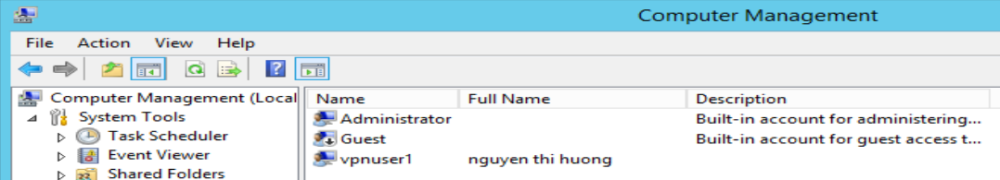 Computer Management
File Action View Help
Computer Management (Local
System Tools
Task Scheduler
Event Viewer
Shared Folders
Name Full Name Description
Administrator Built-in account for administering...
Guest Built-in account for guest access t...
vpnuser1 nguyen thi huong